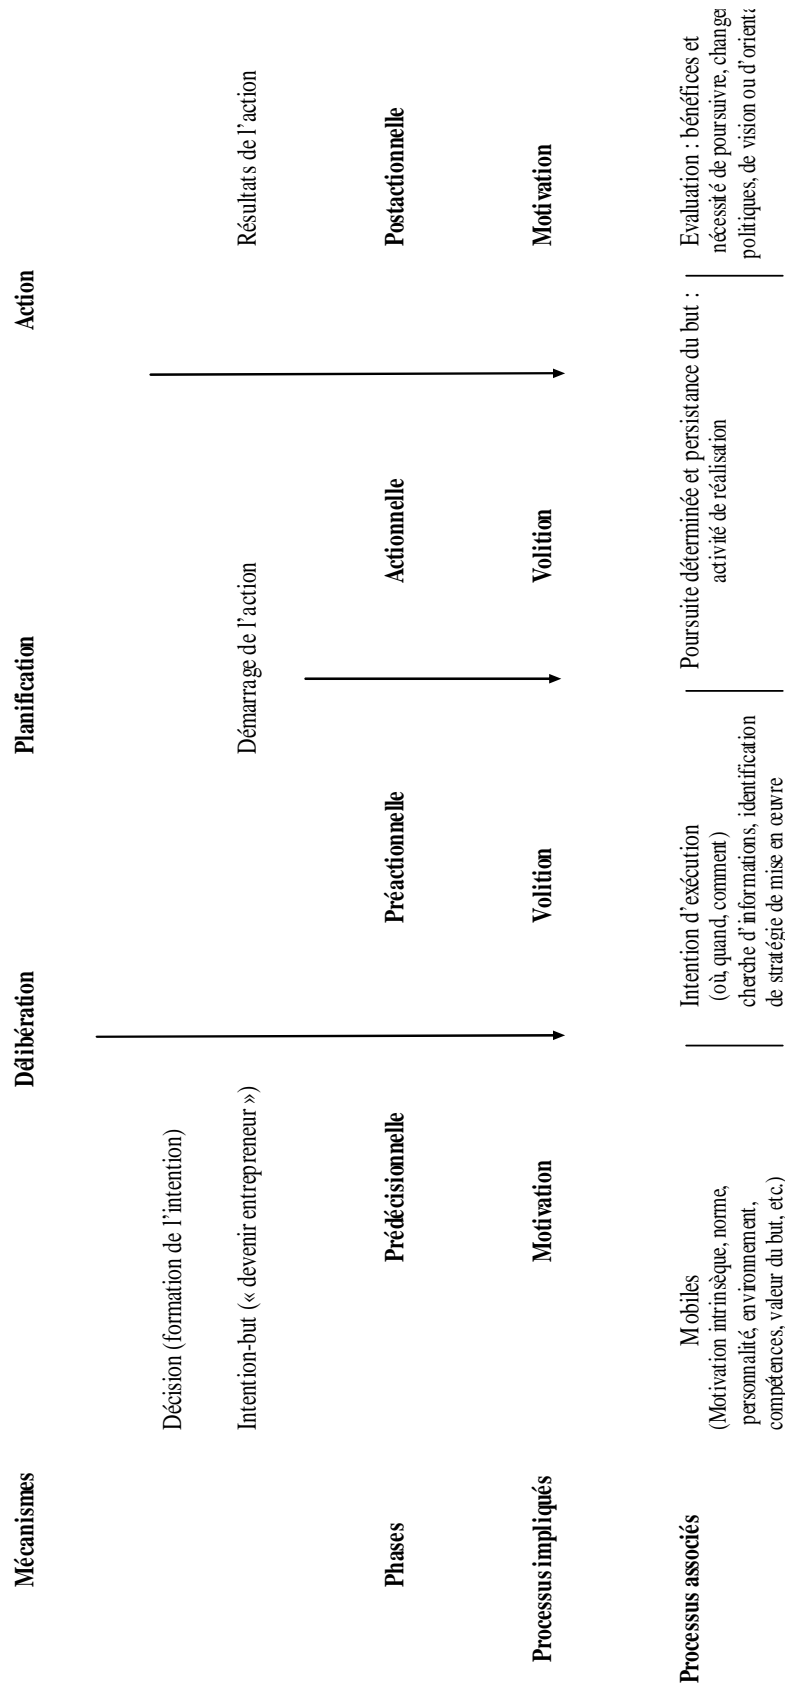 Mécanismes Délibération Planification Action
Décision (formation de l'intention)
Intention-but (« devenir entrepreneur ») Démarrage de l'action Résultats de l'action
Phases Prédécisionnelle Préactionnelle Actionnelle Postactionnelle
Processus impliqués Motivation Volition Volition Motivation
Processus associés
Mobiles
(Motivation intrinsèque, norme,
personnalité, environnement,
compétences, valeur du but, etc.)
Intention d'exécution
(où, quand, comment)
cherche d'informations, identification
de stratégie de mise en œuvre
Poursuite déterminée et persistance du but :
activité de réalisation
Evaluation : bénéfices et
nécessité de poursuivre, change
politiques, de vision ou d'orient